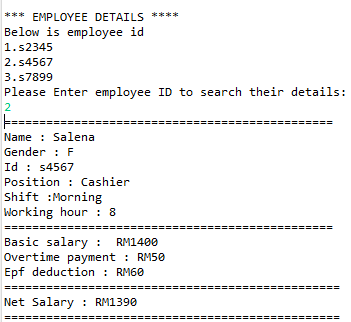 *** EMPLOYEE DETAILS ****
Below is employee id
1.s2345
2.s4567
3.s7899
Please Enter employee ID to search their details:
2
===============================================
Name : Salena
Gender : F
Id : s4567
Position : Cashier
Shift :Morning
Working hour : 8
===============================================
Basic salary :  RM1400
Overtime payment : RM50
Epf deduction : RM60
================================================
Net Salary : RM1390
================================================